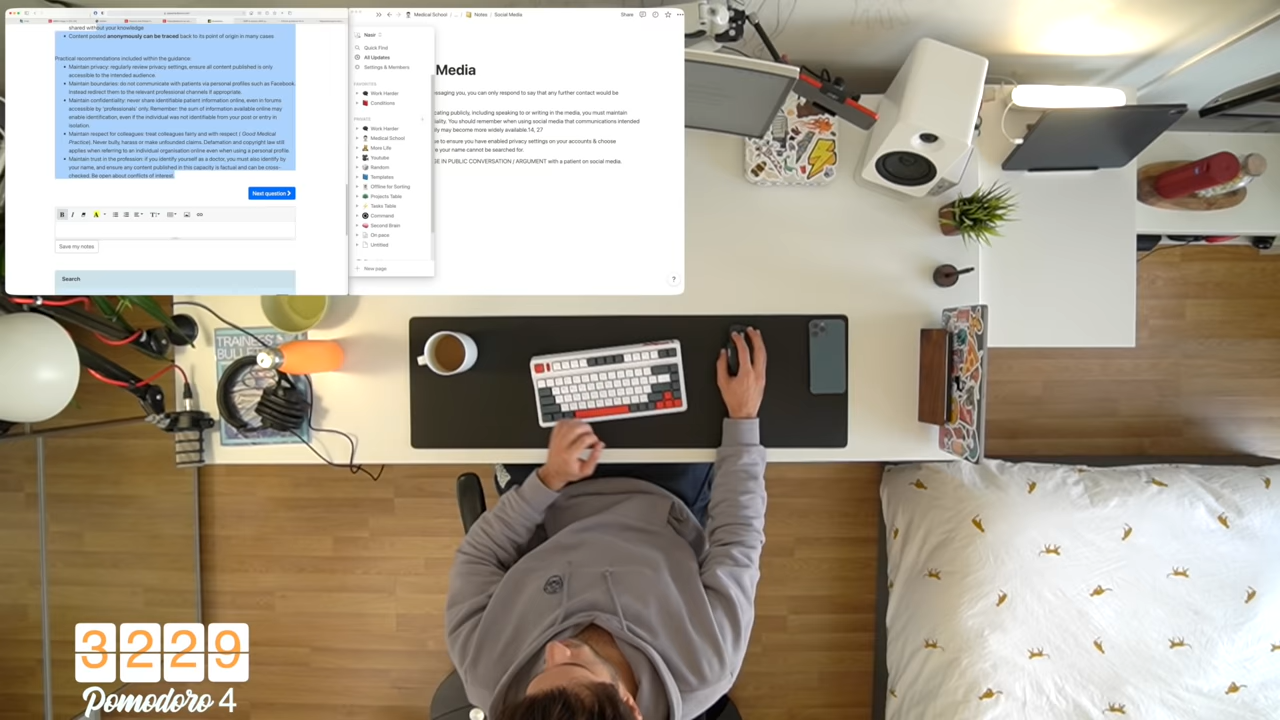 shared without your knowledge
Content posted anonymously can be traced back to its point of origin in many cases
Practical recommendations included within the guidance:
Maintain privacy: regularly review privacy settings, ensure all content published is only
accessible to the intended audience.
Maintain boundaries: do not communicate with patients via personal profiles such as Facebook.
Instead redirect them to the relevant professional channels if appropriate.
Maintain confidentiality: never share identifiable patient information online, even in forums
accessible by 'professionals' only. Remember: the sum of information available online may
enable identification, even if the individual was not identifiable from your post or entry in
isolation.
Maintain respect for colleagues: treat colleagues fairly and with respect ( Good Medical
Practice). Never bully, harass or make unfounded claims. Defamation and copyright law still
applies when referring to an individual organisation online even when using a personal profile.
Maintain trust in the profession: if you identify yourself as a doctor, you must also identify by
your name, and ensure any content published in this capacity is factual and can be cross-
checked. Be open about conflicts of interest.
Next question
Save my notes
Search
Medical School / ... / Notes / Social Media
Share
Nasir
Quick Find
All Updates
Settings & Members
FAVORITES
Work Harder
Conditions
PRIVATE
Work Harder
Medical School
More Life
Youtube
Random
Templates
Offline for Sorting
Projects Table
Tasks Table
Command
Second Brain
On pace
Untitled
New page
Media
essaging you, you can only respond to say that any further contact would be
cating publicly, including speaking to or writing in the media, you must maintain
ality. You should remember when using social media that communications intended
ily may become more widely available.14, 27
e to ensure you have enabled privacy settings on your accounts & choose
re your name cannot be searched for.
GE IN PUBLIC CONVERSATION / ARGUMENT with a patient on social media.
?
TRAINEES'
BULLETIN
3229
Pomodoro 4